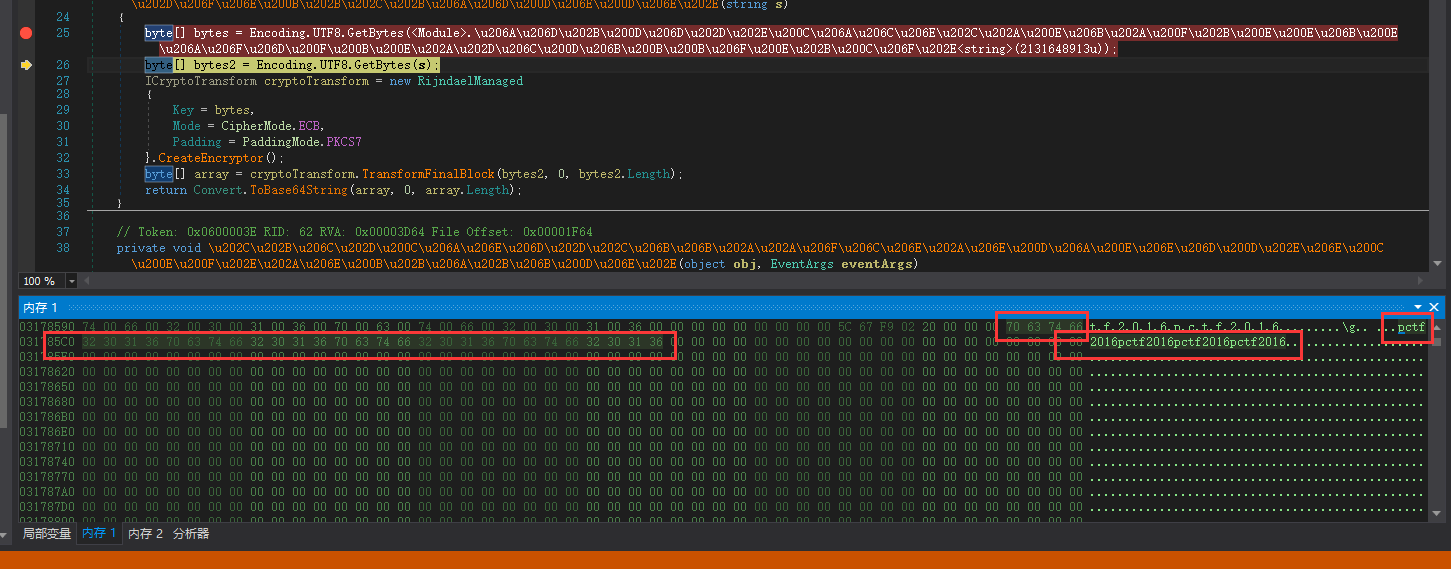 \u202D\u206F\u206E\u200B\u202B\u202C\u202B\u206A\u206D\u200D\u200D\u206E\u200D\u206E\u202E(string s)
24 {
25 byte[] bytes = Encoding.UTF8.GetBytes(<Module>.\u206A\u206D\u202B\u200D\u206D\u202D\u202E\u200C\u206A\u206C\u206E\u202C\u202A\u200F\u206B\u202A\u200F\u202B\u200E\u200E\u206B\u200E
\u206A\u206F\u206D\u200F\u206B\u200E\u202A\u202D\u206C\u200D\u206B\u200B\u200B\u206F\u200E\u202B\u200C\u206F\u202E<string>(2131648913u));
26 byte[] bytes2 = Encoding.UTF8.GetBytes(s);
27 ICryptoTransform cryptoTransform = new RijndaelManaged
28 {
29 Key = bytes,
30 Mode = CipherMode.ECB,
31 Padding = PaddingMode.PKCS7
32 }.CreateEncryptor();
33 byte[] array = cryptoTransform.TransformFinalBlock(bytes2, 0, bytes2.Length);
34 return Convert.ToBase64String(array, 0, array.Length);
35 }
36
37 // Token: 0x0600003E RID: 62 RVA: 0x00003D64 File Offset: 0x00001F64
38 private void \u202C\u202B\u206C\u202D\u200C\u206A\u206E\u202D\u202C\u206B\u206B\u202A\u202A\u206F\u206C\u206E\u202A\u206E\u200D\u206A\u200E\u206E\u206D\u200D\u202E\u206E\u200C
\u200E\u200F\u202E\u202A\u206E\u200B\u202B\u206A\u202B\u206B\u200D\u206E\u202E(object obj, EventArgs eventArgs)
100 %
内存 1
03178590 74 00 66 00 32 00 30 00 31 00 36 00 70 00 63 00 74 00 66 00 32 00 30 00 31 00 36 00 00 00 00 00 00 00 00 00 5C 67 F9 02 20 00 00 00 70 63 74 66 t.f.2.0.1.6.p.c.t.f.2.0.1.6.........\g.. ...pctf
031785C0 32 30 31 36 70 63 74 66 32 30 31 36 70 63 74 66 32 30 31 36 70 63 74 66 32 30 31 36 00 00 00 00 00 00 00 00 00 00 00 00 00 00 00 00 00 00 00 00 2016pctf2016pctf2016pctf2016....................
031785F0 00 00 00 00 00 00 00 00 00 00 00 00 00 00 00 00 00 00 00 00 00 00 00 00 00 00 00 00 00 00 00 00 00 00 00 00 00 00 00 00 00 00 00 00 00 00 00 00 ................................................
03178620 00 00 00 00 00 00 00 00 00 00 00 00 00 00 00 00 00 00 00 00 00 00 00 00 00 00 00 00 00 00 00 00 00 00 00 00 00 00 00 00 00 00 00 00 00 00 00 00 ................................................
03178650 00 00 00 00 00 00 00 00 00 00 00 00 00 00 00 00 00 00 00 00 00 00 00 00 00 00 00 00 00 00 00 00 00 00 00 00 00 00 00 00 00 00 00 00 00 00 00 00 ................................................
03178680 00 00 00 00 00 00 00 00 00 00 00 00 00 00 00 00 00 00 00 00 00 00 00 00 00 00 00 00 00 00 00 00 00 00 00 00 00 00 00 00 00 00 00 00 00 00 00 00 ................................................
031786B0 00 00 00 00 00 00 00 00 00 00 00 00 00 00 00 00 00 00 00 00 00 00 00 00 00 00 00 00 00 00 00 00 00 00 00 00 00 00 00 00 00 00 00 00 00 00 00 00 ................................................
031786E0 00 00 00 00 00 00 00 00 00 00 00 00 00 00 00 00 00 00 00 00 00 00 00 00 00 00 00 00 00 00 00 00 00 00 00 00 00 00 00 00 00 00 00 00 00 00 00 00 ................................................
03178710 00 00 00 00 00 00 00 00 00 00 00 00 00 00 00 00 00 00 00 00 00 00 00 00 00 00 00 00 00 00 00 00 00 00 00 00 00 00 00 00 00 00 00 00 00 00 00 00 ................................................
03178740 00 00 00 00 00 00 00 00 00 00 00 00 00 00 00 00 00 00 00 00 00 00 00 00 00 00 00 00 00 00 00 00 00 00 00 00 00 00 00 00 00 00 00 00 00 00 00 00 ................................................
03178770 00 00 00 00 00 00 00 00 00 00 00 00 00 00 00 00 00 00 00 00 00 00 00 00 00 00 00 00 00 00 00 00 00 00 00 00 00 00 00 00 00 00 00 00 00 00 00 00 ................................................
031787A0 00 00 00 00 00 00 00 00 00 00 00 00 00 00 00 00 00 00 00 00 00 00 00 00 00 00 00 00 00 00 00 00 00 00 00 00 00 00 00 00 00 00 00 00 00 00 00 00 ................................................
031787D0 00 00 00 00 00 00 00 00 00 00 00 00 00 00 00 00 00 00 00 00 00 00 00 00 00 00 00 00 00 00 00 00 00 00 00 00 00 00 00 00 00 00 00 00 00 00 00 00 ................................................
局部变量 内存 1 内存 2 分析器